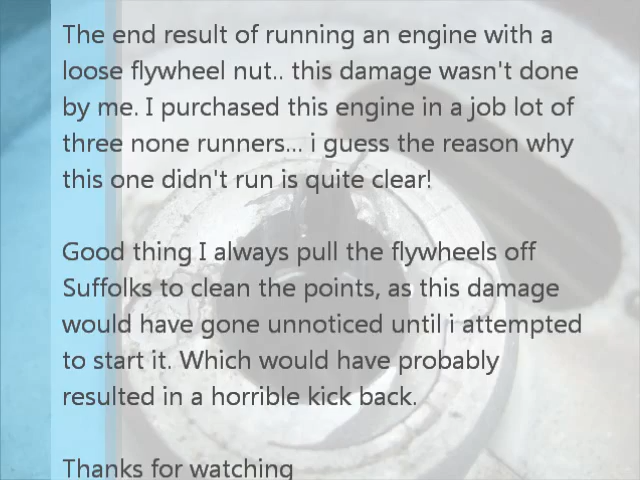 The end result of running an engine with a
loose flywheel nut.. this damage wasn't done
by me. I purchased this engine in a job lot of
three none runners... i guess the reason why
this one didn't run is quite clear!
Good thing I always pull the flywheels off
Suffolks to clean the points, as this damage
would have gone unnoticed until i attempted
to start it. Which would have probably
resulted in a horrible kick back.
Thanks for watching